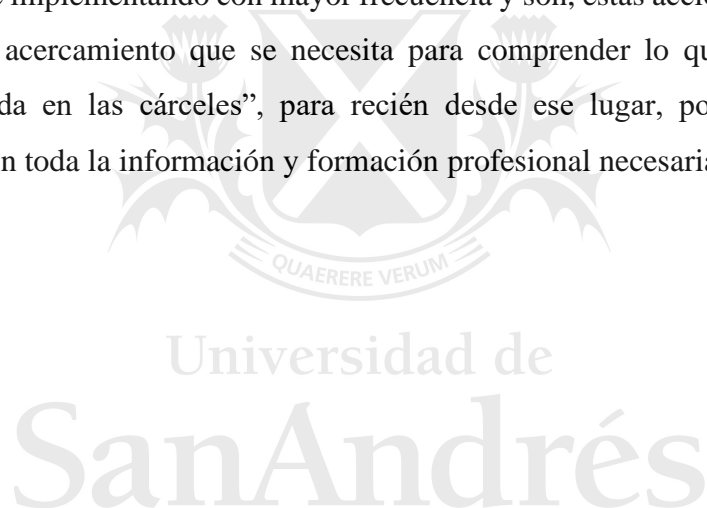 implementando con mayor frecuencia y son, estas accio
acercamiento que se necesita para comprender lo qu
da en las cárceles”, para recién desde ese lugar, po
n toda la información y formación profesional necesaria
QUAERERE VERUM
Universidad de
SanAndrés